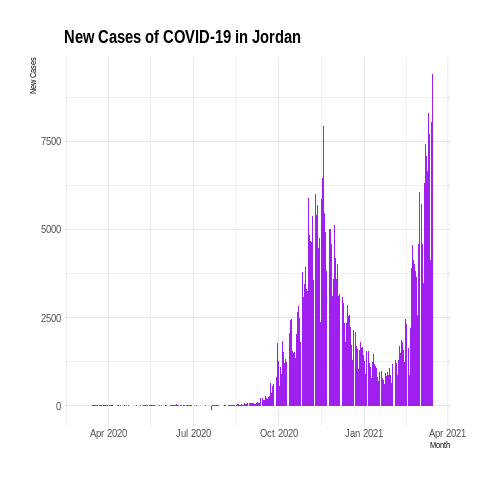 New Cases of COVID-19 in Jordan
New Cases
7500
5000
2500
0
Apr 2020 Jul 2020 Oct 2020 Jan 2021 Apr 2021
Month